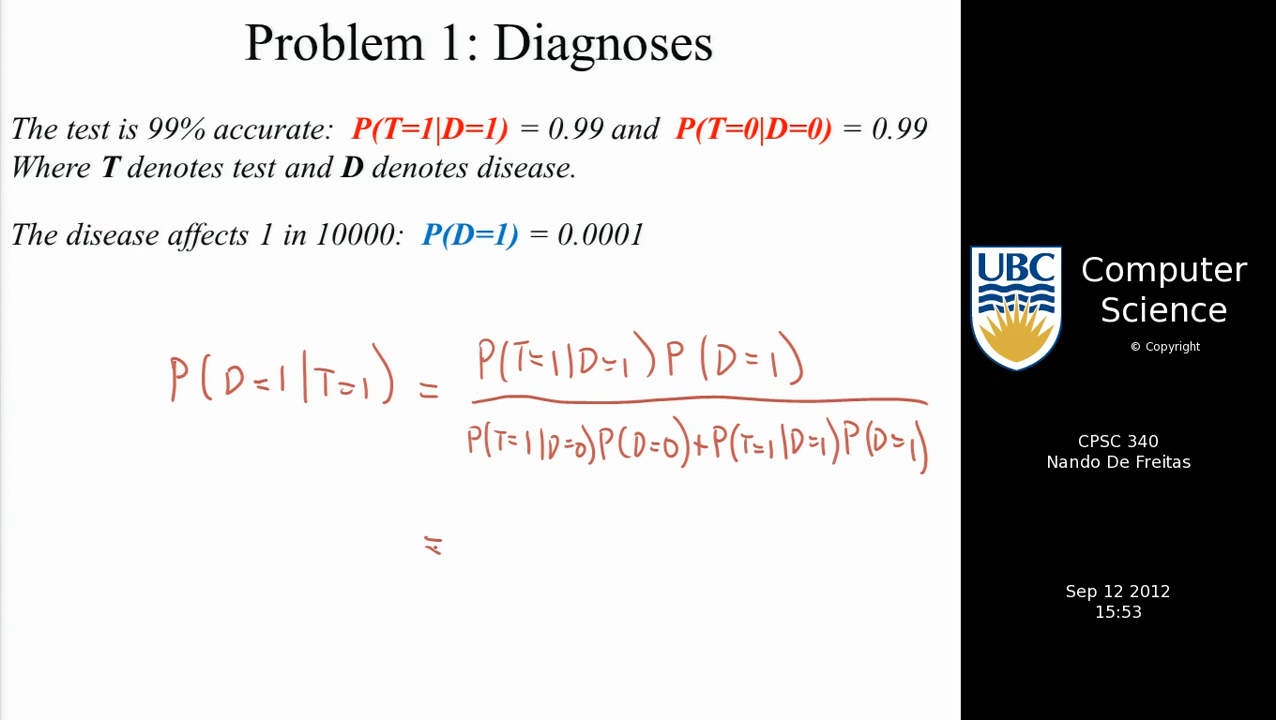 Problem 1: Diagnoses
The test is 99% accurate: P(T=1|D=1) = 0.99 and P(T=0|D=0) = 0.99
Where T denotes test and D denotes disease.
The disease affects 1 in 10000: P(D=1) = 0.0001
P(D=1|T=1) =
P(T=1|D=1)P(D=1)
P(T=1|D=0)P(D=0)+P(T=1|D=1)P(D=1)
=
UBC
Computer
Science
© Copyright
CPSC 340
Nando De Freitas
Sep 12 2012
15:53